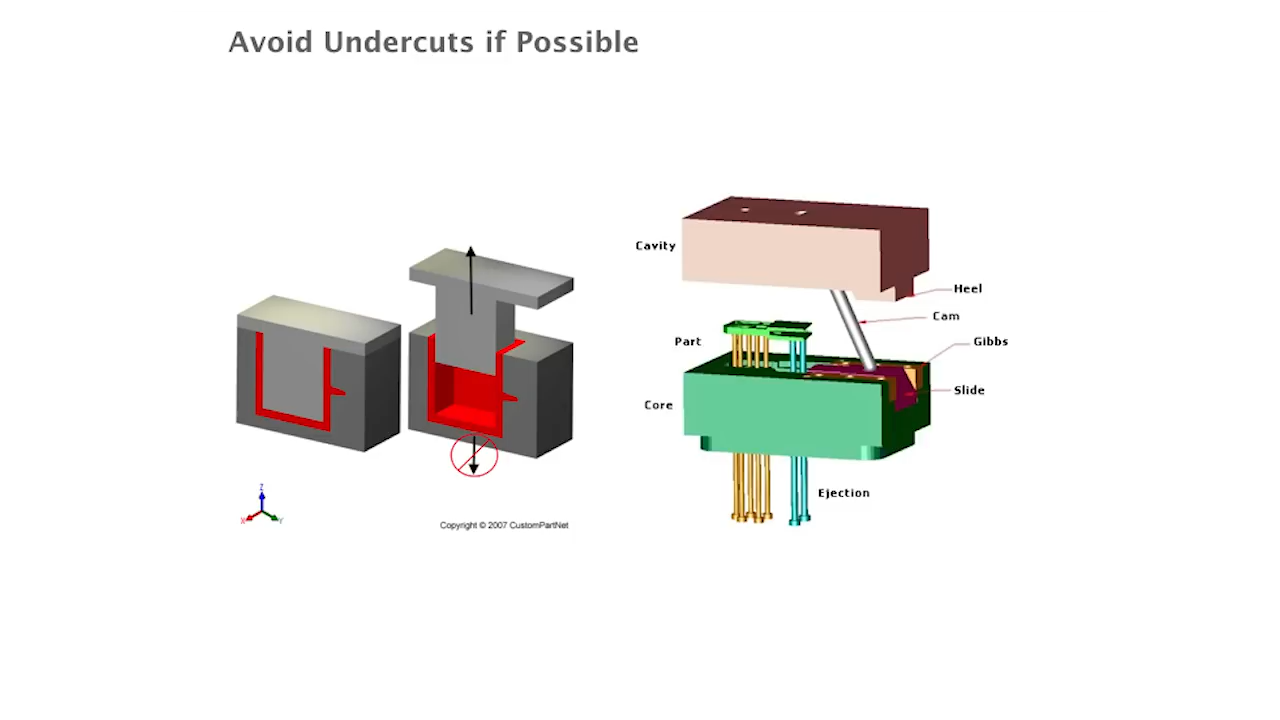 Avoid Undercuts if Possible
Cavity
Heel
Cam
Part
Gibbs
Slide
Core
Ejection
Z
X
Y
Copyright © 2007 CustomPartNet